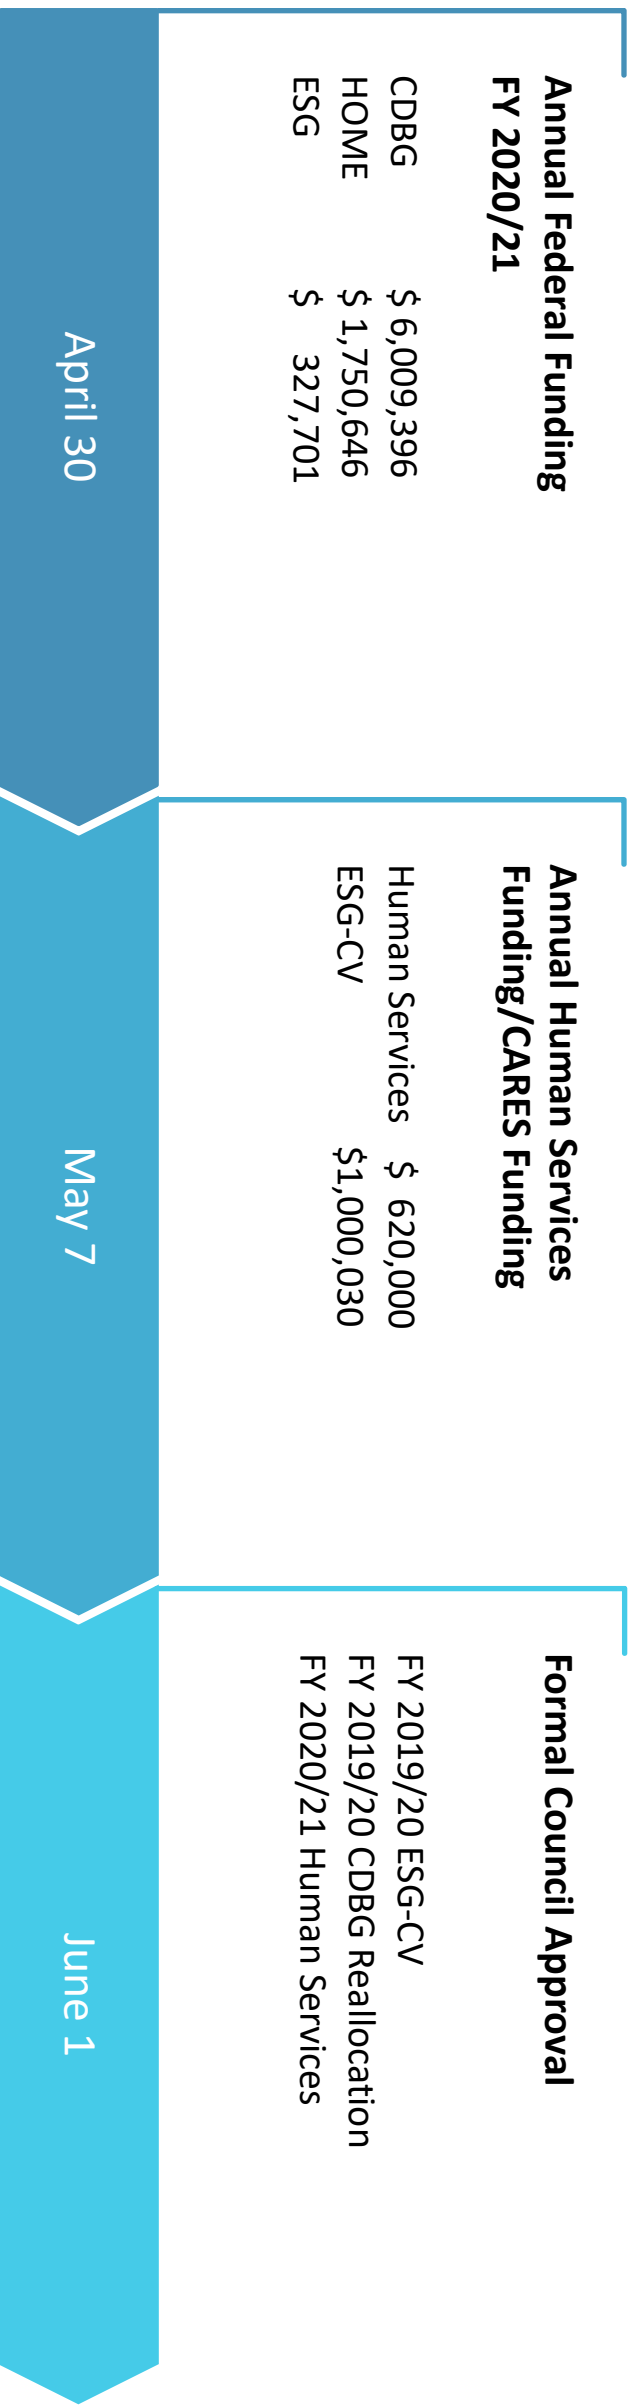 Annual Federal Funding
FY 2020/21
CDBG $ 6,009,396
HOME $ 1,750,646
ESG $ 327,701
April 30
Annual Human Services
Funding/CARES Funding
Human Services $ 620,000
ESG-CV $1,000,030
May 7
Formal Council Approval
FY 2019/20 ESG-CV
FY 2019/20 CDBG Reallocation
FY 2020/21 Human Services
June 1